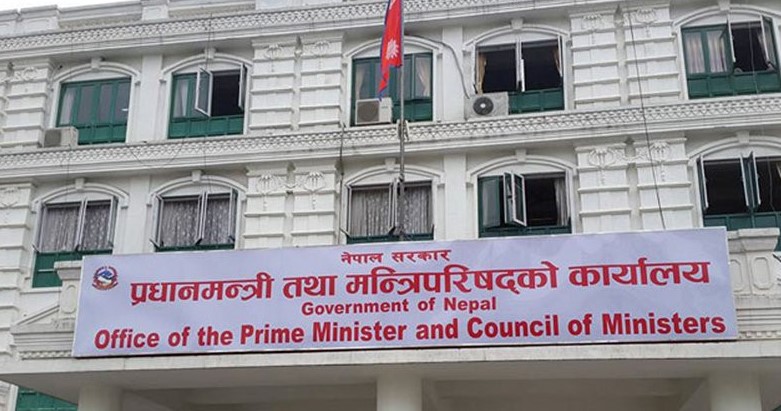 नेपाल सरकार
प्रधानमन्त्री तथा मन्त्रिपरिषद्को कार्यालय
Government of Nepal
Office of the Prime Minister and Council of Ministers